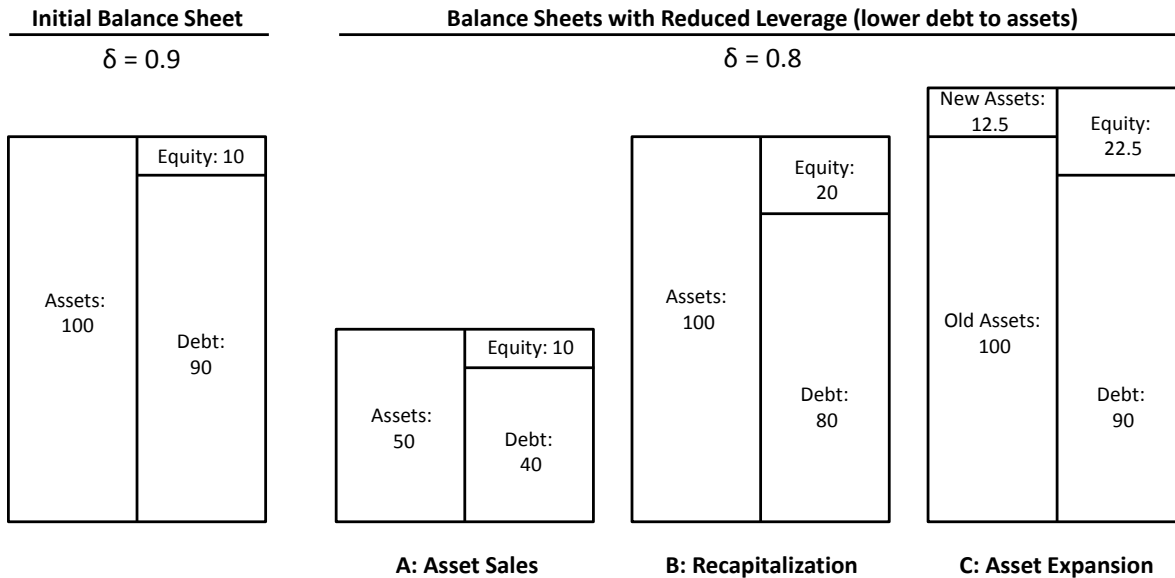 Initial Balance Sheet
Balance Sheets with Reduced Leverage (lower debt to assets)
δ = 0.9
δ = 0.8
Assets:
100
Equity: 10
Debt:
90
Assets:
50
Equity: 10
Debt:
40
Assets:
100
Equity:
20
Debt:
80
New Assets:
12.5
Old Assets:
100
Equity:
22.5
Debt:
90
A: Asset Sales
B: Recapitalization
C: Asset Expansion